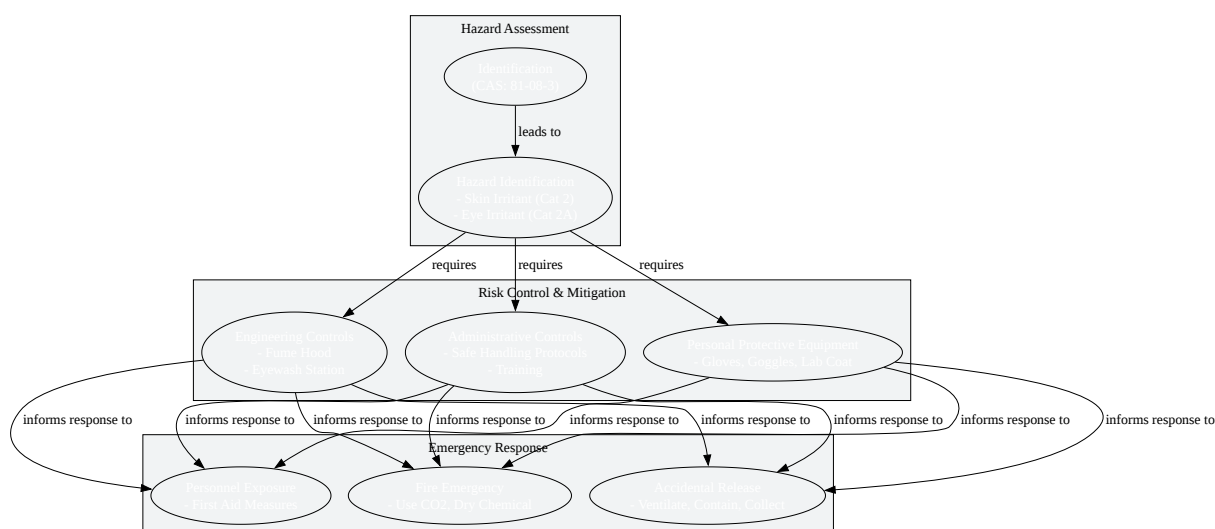 Hazard Assessment
Identification
(CAS: 81-08-3)
leads to
Hazard Identification
- Skin Irritant (Cat 2)
- Eye Irritant (Cat 2A)
requires
requires
requires
Risk Control & Mitigation
Engineering Controls
- Fume Hood
- Eyewash Station
Administrative Controls
- Safe Handling Protocols
- Training
Personal Protective Equipment
- Gloves, Goggles, Lab Coat
informs response to
informs response to
informs response to
informs response to
informs response to
informs response to
informs response to
informs response to
informs response to
Emergency Response
Personnel Exposure
- First Aid Measures
Fire Emergency
- Use CO2, Dry Chemical
Accidental Release
- Ventilate, Contain, Collect